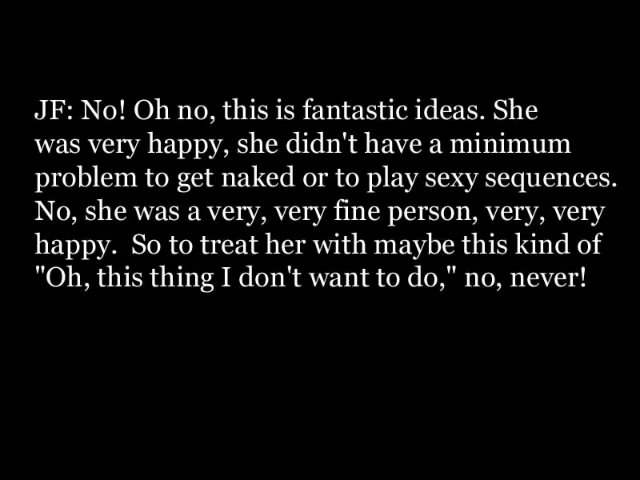 JF: No! Oh no, this is fantastic ideas. She
was very happy, she didn't have a minimum
problem to get naked or to play sexy sequences.
No, she was a very, very fine person, very, very
happy.  So to treat her with maybe this kind of
"Oh, this thing I don't want to do," no, never!